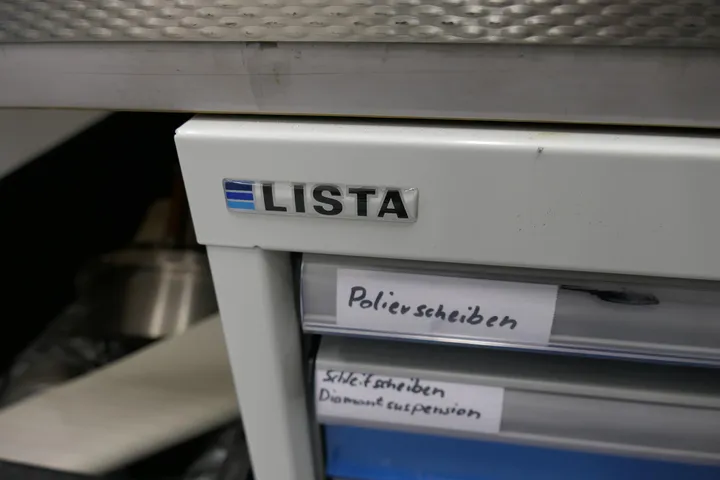 LISTA
Polierscheiben
Schleifscheiben
Diamantsuspension